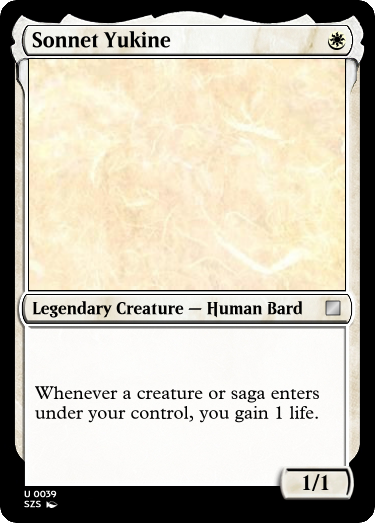 Sonnet Yukine
Legendary Creature — Human Bard
Whenever a creature or saga enters
under your control, you gain 1 life.
1/1
U 0039
SZS